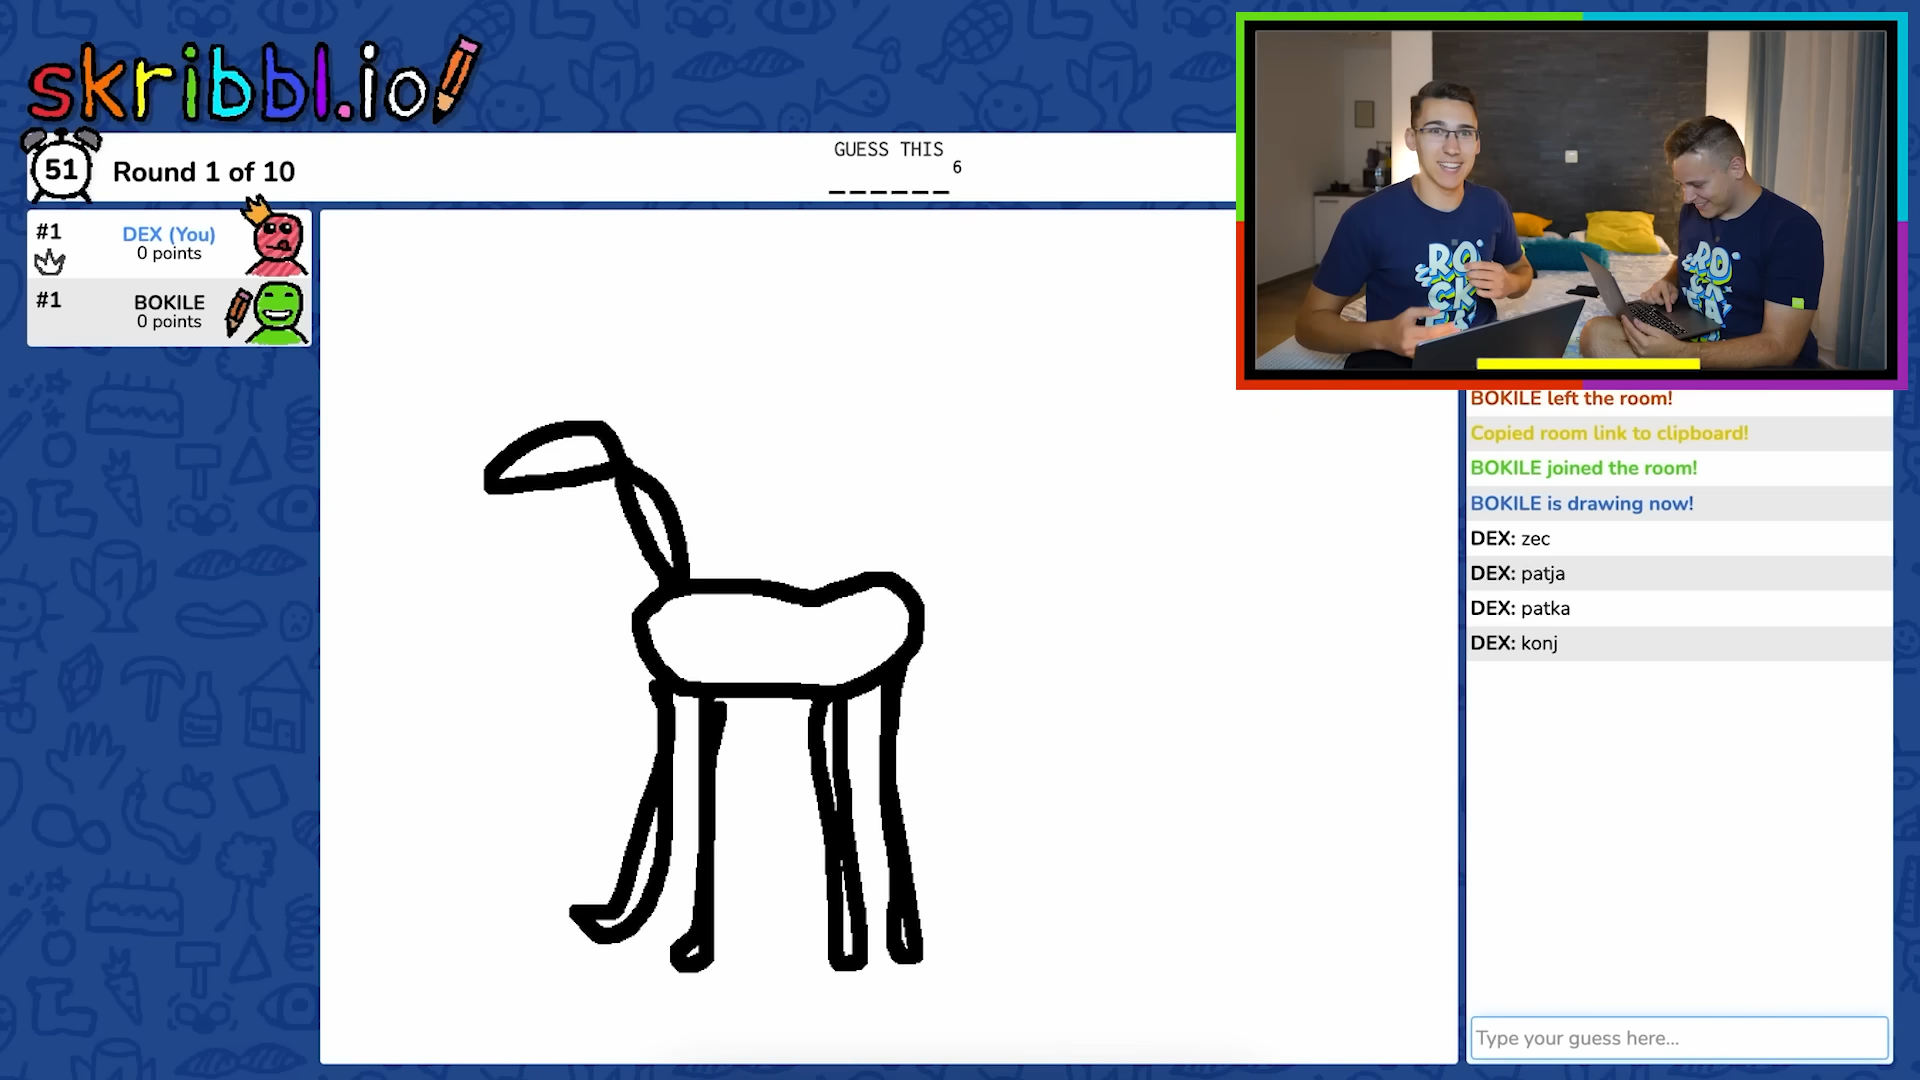 skribbl.io
51
Round 1 of 10
GUESS THIS
6
______
#1
DEX (You)
0 points
#1
BOKILE
0 points
BOKILE left the room!
Copied room link to clipboard!
BOKILE joined the room!
BOKILE is drawing now!
DEX: zec
DEX: patja
DEX: patka
DEX: konj
Type your guess here...